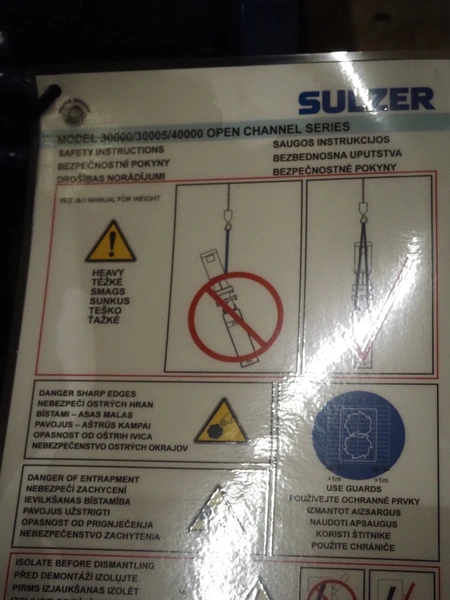 SULZER
MODEL 30000/30005/40000 OPEN CHANNEL SERIES
SAFETY INSTRUCTIONS
BEZPEČNOSTNÍ POKYNY
DROŠĪBAS NORĀDĪJUMI
SAUGOS INSTRUKCIJOS
BEZBEDNOSNA UPUTSTVA
BEZPEČNOSTNÉ POKYNY
SEE I&O MANUAL FOR WEIGHT
HEAVY
TĚŽKÉ
SMAGS
SUNKUS
TEŠKO
ŤAŽKÉ
DANGER SHARP EDGES
NEBEZPEČÍ OSTRÝCH HRAN
BĪSTAMI – ASAS MALAS
PAVOJUS – AŠTRŪS KAMPAI
OPASNOST OD OŠTRIH IVICA
NEBEZPEČENSTVO OSTRÝCH OKRAJOV
DANGER OF ENTRAPMENT
NEBEZPEČÍ ZACHYCENÍ
IEVILKŠANAS BĪSTAMĪBA
PAVOJUS UŽSTRIGTI
OPASNOST OD PRIGNJEČENJA
NEBEZPEČENSTVO ZACHYTENIA
>1m >1m
USE GUARDS
POUŽÍVEJTE OCHRANNÉ PRVKY
IZMANTOT AIZSARGUS
NAUDOTI APSAUGUS
KORISTI ŠTITNIKE
POUŽITE CHRÁNIČE
ISOLATE BEFORE DISMANTLING
PŘED DEMONTÁŽÍ IZOLUJTE
PIRMS IZJAUKŠANAS IZOLĒT